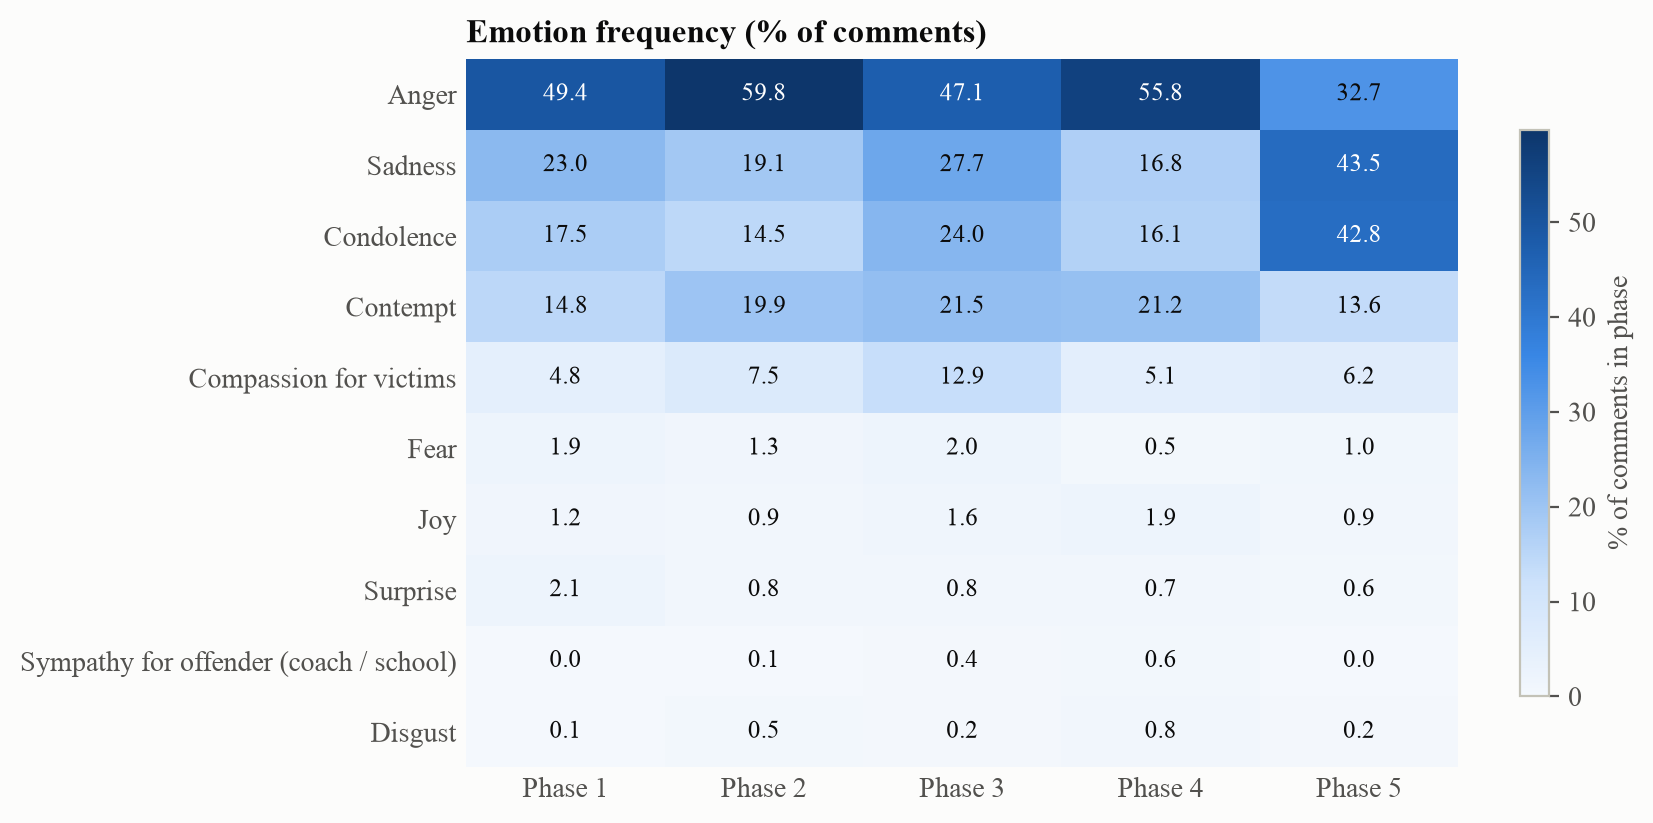 Emotion frequency (% of comments)
Anger 49.4 59.8 47.1 55.8 32.7
Sadness 23.0 19.1 27.7 16.8 43.5
Condolence 17.5 14.5 24.0 16.1 42.8
Contempt 14.8 19.9 21.5 21.2 13.6
Compassion for victims 4.8 7.5 12.9 5.1 6.2
Fear 1.9 1.3 2.0 0.5 1.0
Joy 1.2 0.9 1.6 1.9 0.9
Surprise 2.1 0.8 0.8 0.7 0.6
Sympathy for offender (coach / school) 0.0 0.1 0.4 0.6 0.0
Disgust 0.1 0.5 0.2 0.8 0.2
Phase 1 Phase 2 Phase 3 Phase 4 Phase 5
50
40
30
20
10
0
% of comments in phase